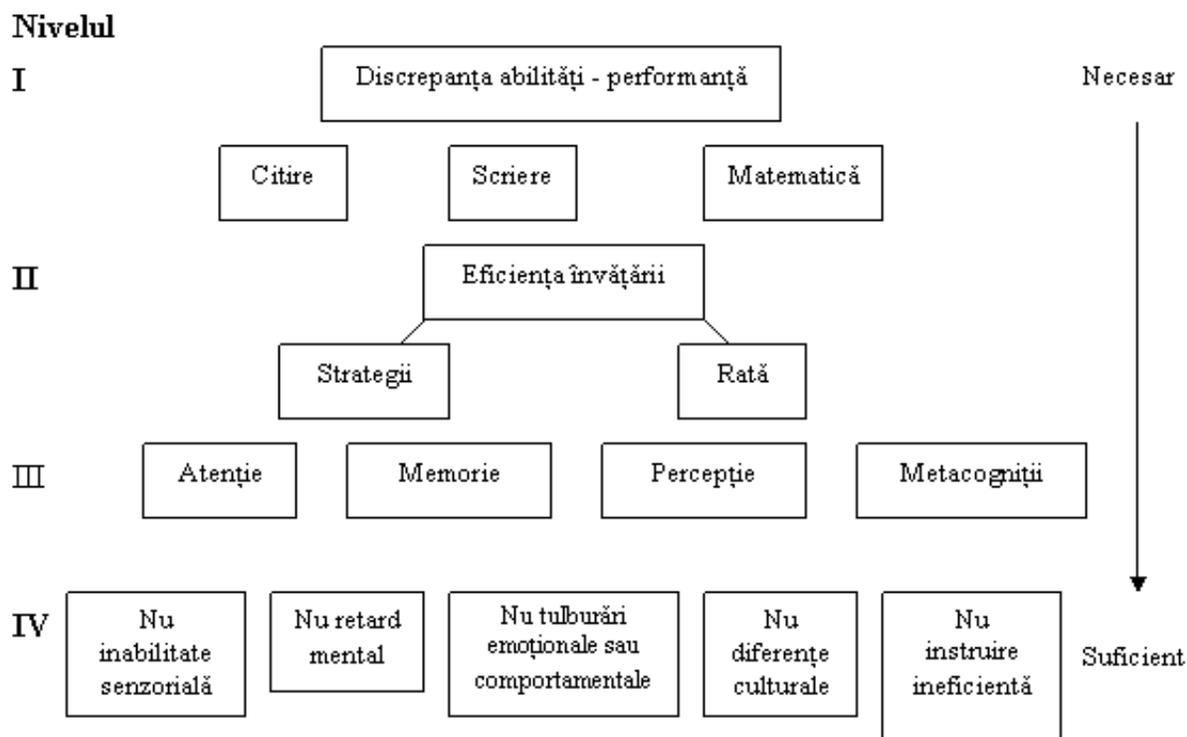 Nivelul
I
Discrepanța abilități - performanță
Necesar
Citire
Scriere
Matematică
II
Eficiența învățării
Strategii
Rată
III
Atenție
Memorie
Percepție
Metacogniții
IV
Nu
inabilitate
senzorială
Nu retard
mental
Nu tulburări
emoționale sau
comportamentale
Nu
diferențe
culturale
Nu
instruire
ineficientă
Suficient